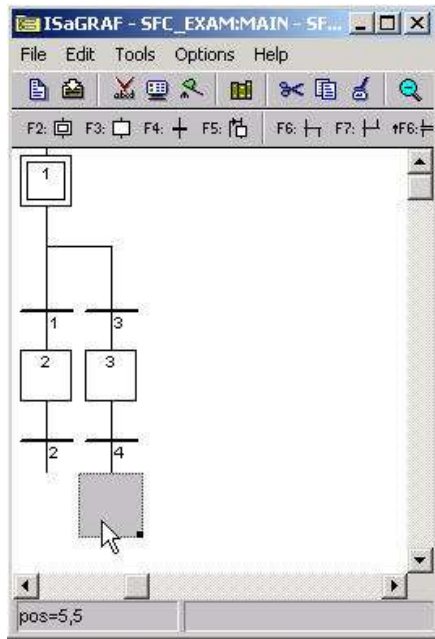 ISaGRAF - SFC_EXAM:MAIN - SF...
File Edit Tools Options Help
F2: F3: F4: F5: F6: F7: ↑F6:
1
1 3
2 3
2 4
pos=5,5